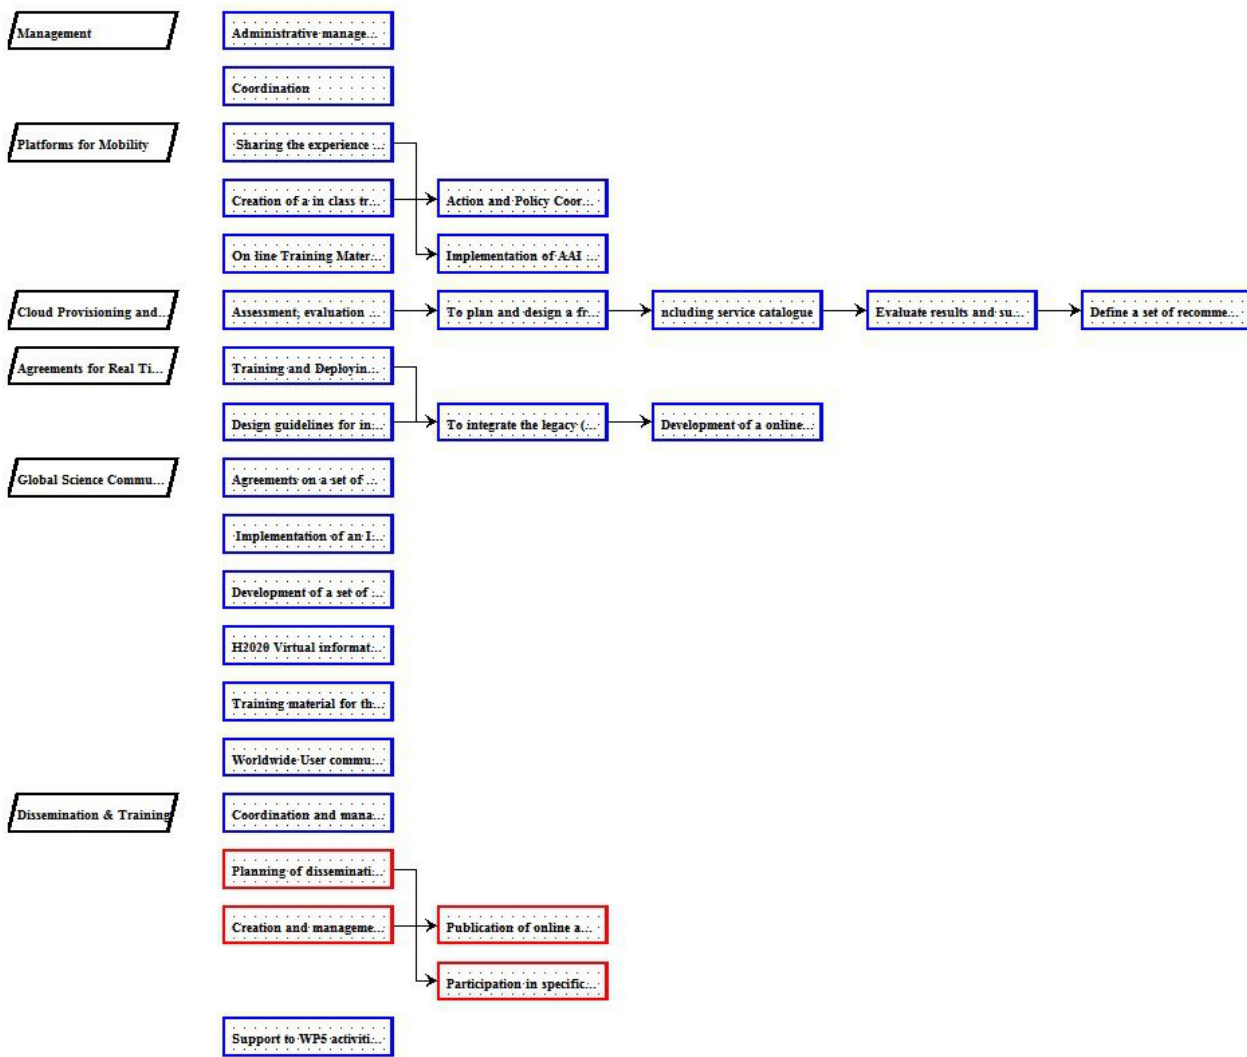 Management
Administrative manage...
Coordination
Platforms for Mobility
Sharing the experience ...
Creation of a in class tr...
Action and Policy Coor...
On line Training Mater...
Implementation of AAI ...
Cloud Provisioning and...
Assessment, evaluation ...
To plan and design a fr...
ncluding service catalogue
Evaluate results and su...
Define a set of recomme...
Agreements for Real Ti...
Training and Deployin...
Design guidelines for in...
To integrate the legacy (...
Development of a online...
Global Science Commu...
Agreements on a set of ...
Implementation of an I...
Development of a set of ...
H2020 Virtual informat...
Training material for th...
Worldwide User commu...
Dissemination & Training
Coordination and mana...
Planning of disseminati...
Creation and manageme...
Publication of online a...
Participation in specific...
Support to WP5 activiti...